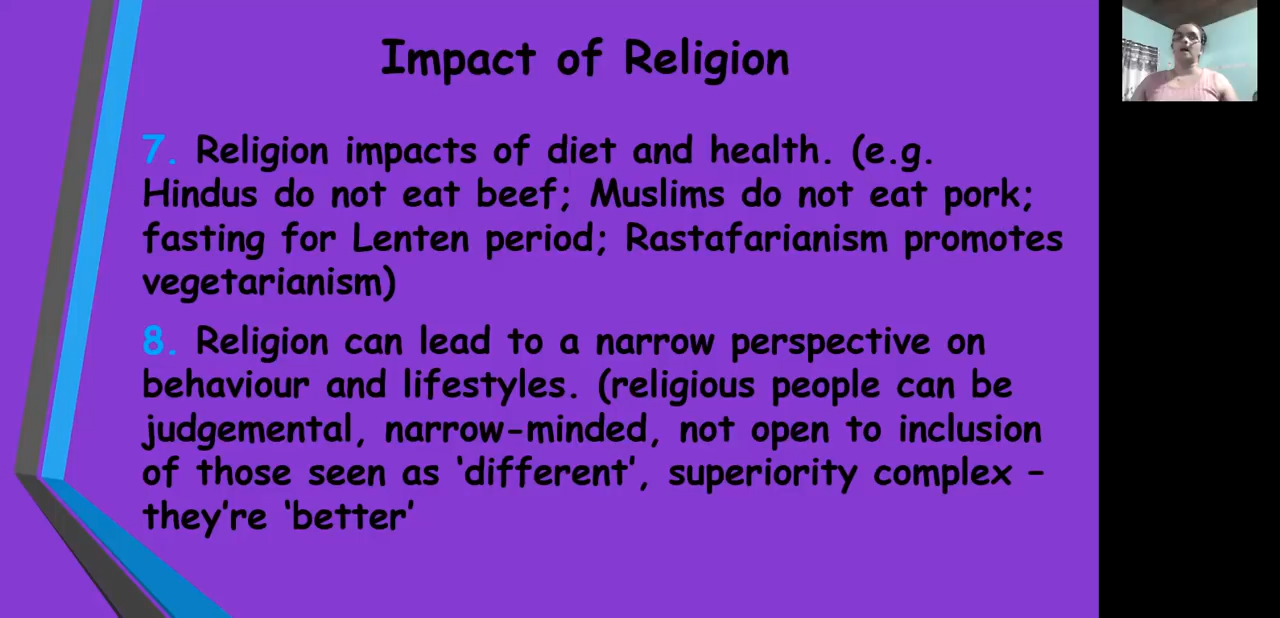 Impact of Religion
7. Religion impacts of diet and health. (e.g.
Hindus do not eat beef; Muslims do not eat pork;
fasting for Lenten period; Rastafarianism promotes
vegetarianism)
8. Religion can lead to a narrow perspective on
behaviour and lifestyles. (religious people can be
judgemental, narrow-minded, not open to inclusion
of those seen as ‘different’, superiority complex –
they’re ‘better’